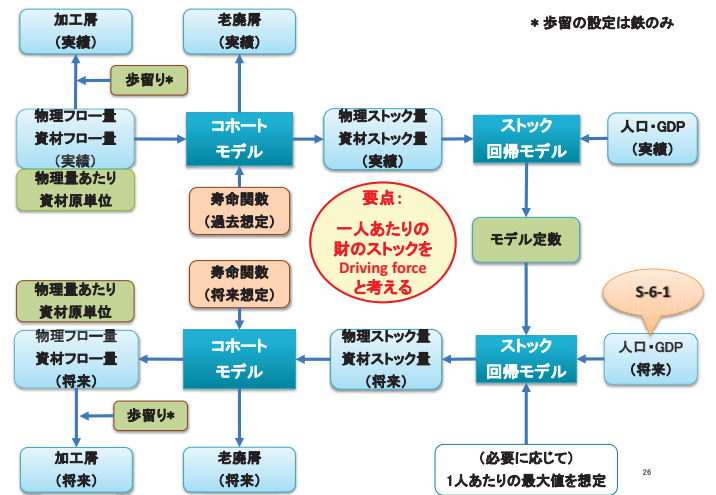 加工屑
（実績）
老廃屑
（実績）
* 歩留の設定は鉄のみ
歩留り*
物理フロー量
資材フロー量
（実績）
コホート
モデル
物理ストック量
資材ストック量
（実績）
ストック
回帰モデル
人口・GDP
（実績）
物理量あたり
資材原単位
寿命関数
（過去想定）
要点：
一人あたりの
財のストックを
Driving force
と考える
モデル定数
寿命関数
（将来想定）
物理量あたり
資材原単位
S-6-1
物理フロー量
資材フロー量
（将来）
コホート
モデル
物理ストック量
資材ストック量
（将来）
ストック
回帰モデル
人口・GDP
（将来）
歩留り*
加工屑
（将来）
老廃屑
（将来）
（必要に応じて）
1人あたりの最大値を想定
26